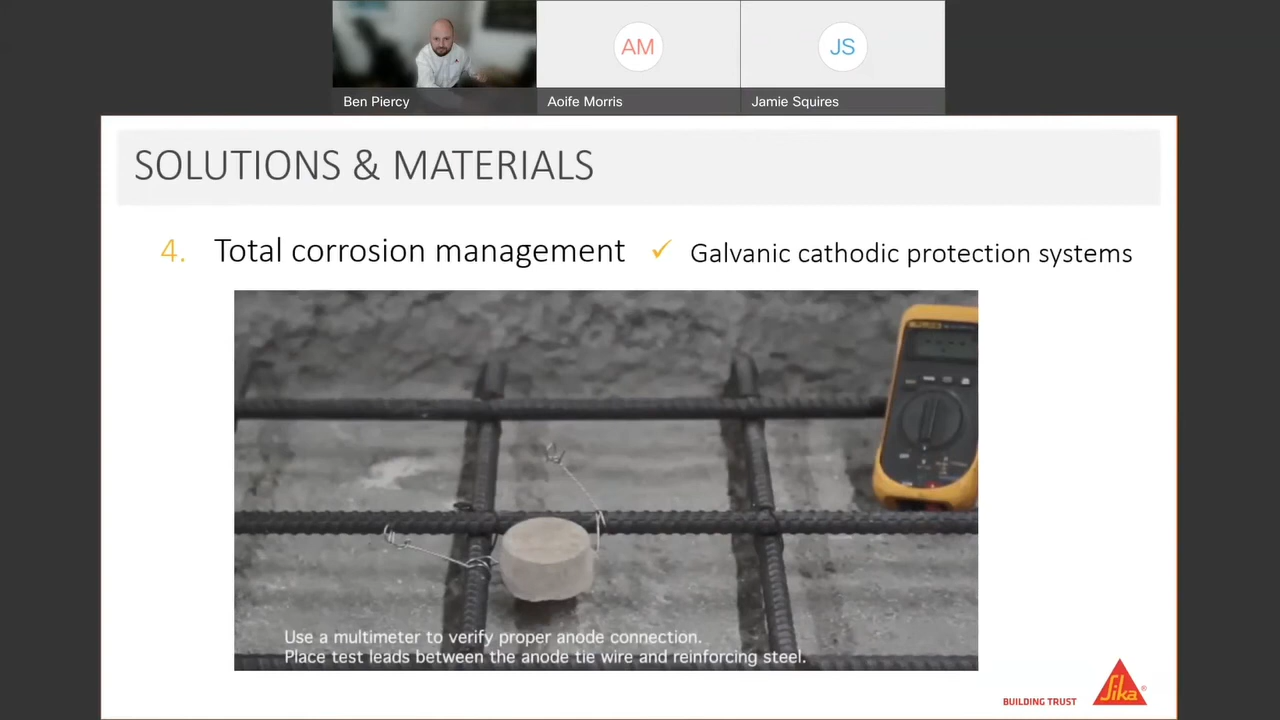 AM
JS
Ben Piercy
Aoife Morris
Jamie Squires
SOLUTIONS & MATERIALS
4. Total corrosion management ✓ Galvanic cathodic protection systems
FLUKE
Use a multimeter to verify proper anode connection.
Place test leads between the anode tie wire and reinforcing steel.
BUILDING TRUST
Sika®